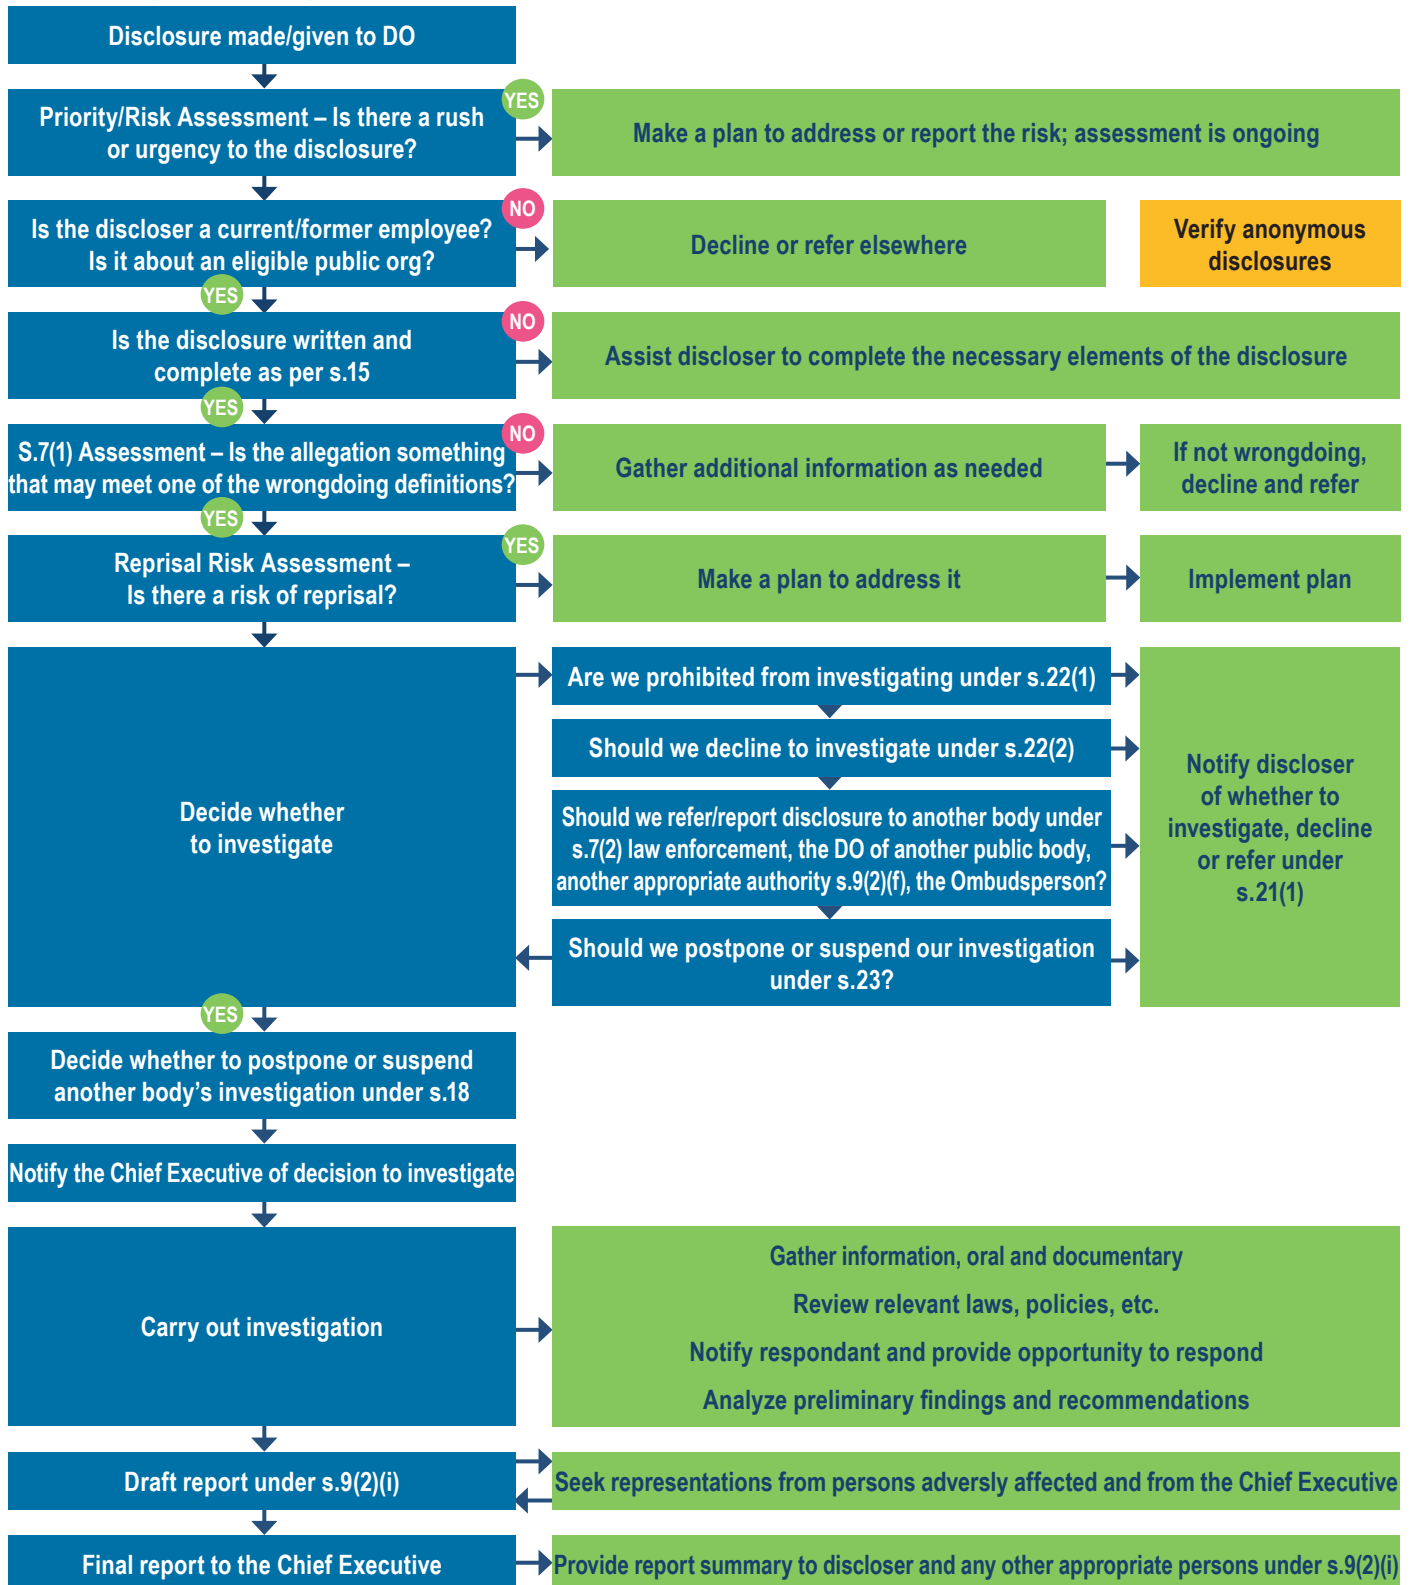 Disclosure made/given to DO
Priority/Risk Assessment – Is there a rush
or urgency to the disclosure?
YES
Make a plan to address or report the risk; assessment is ongoing
Is the discloser a current/former employee?
Is it about an eligible public org?
NO
Decline or refer elsewhere
Verify anonymous
disclosures
YES
Is the disclosure written and
complete as per s.15
NO
Assist discloser to complete the necessary elements of the disclosure
YES
S.7(1) Assessment – Is the allegation something
that may meet one of the wrongdoing definitions?
NO
Gather additional information as needed
If not wrongdoing,
decline and refer
YES
Reprisal Risk Assessment –
Is there a risk of reprisal?
YES
Make a plan to address it
Implement plan
Decide whether
to investigate
Are we prohibited from investigating under s.22(1)
Should we decline to investigate under s.22(2)
Should we refer/report disclosure to another body under
s.7(2) law enforcement, the DO of another public body,
another appropriate authority s.9(2)(f), the Ombudsperson?
Should we postpone or suspend our investigation
under s.23?
Notify discloser
of whether to
investigate, decline
or refer under
s.21(1)
YES
Decide whether to postpone or suspend
another body’s investigation under s.18
Notify the Chief Executive of decision to investigate
Carry out investigation
Gather information, oral and documentary
Review relevant laws, policies, etc.
Notify respondant and provide opportunity to respond
Analyze preliminary findings and recommendations
Draft report under s.9(2)(i)
Seek representations from persons adversly affected and from the Chief Executive
Final report to the Chief Executive
Provide report summary to discloser and any other appropriate persons under s.9(2)(i)